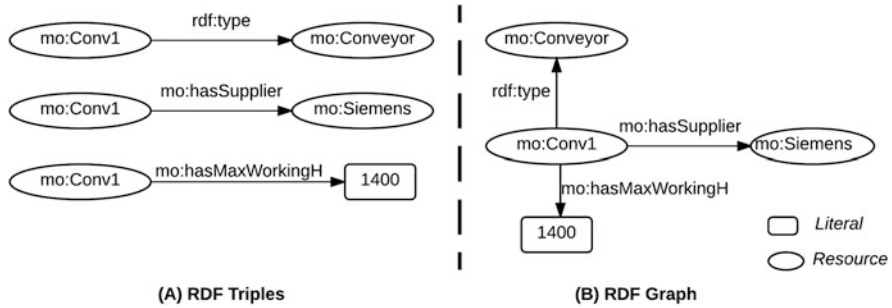 mo:Conv1
rdf:type
mo:Conveyor
mo:Conv1
mo:hasSupplier
mo:Siemens
mo:Conv1
mo:hasMaxWorkingH
1400
(A) RDF Triples
mo:Conveyor
rdf:type
mo:Conv1
mo:hasSupplier
mo:Siemens
mo:hasMaxWorkingH
1400
Literal
Resource
(B) RDF Graph